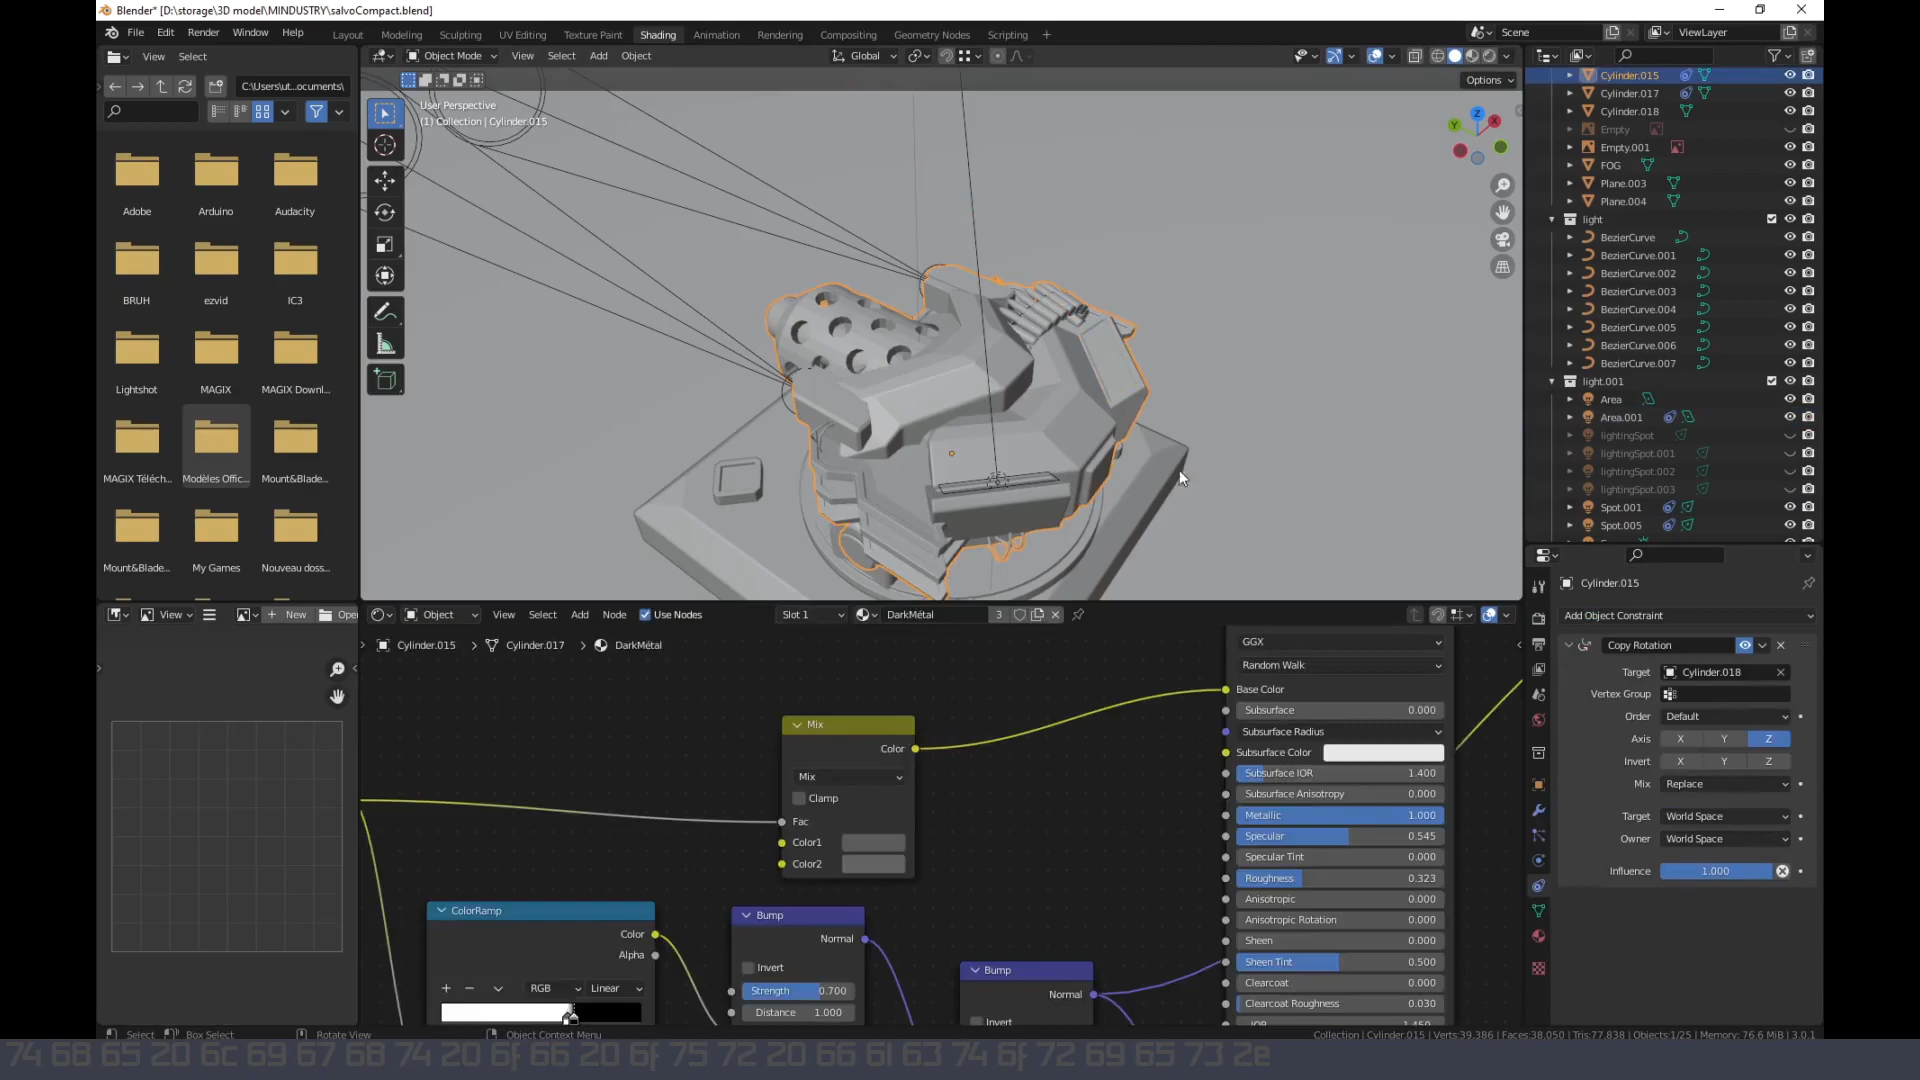 Blender* [D:\storage\3D model\MINDUSTRY\salvoCompact.blend]
File Edit Render Window Help Layout Modeling Sculpting UV Editing Texture Paint Shading Animation Rendering Compositing Geometry Nodes Scripting + Scene ViewLayer
View Select Object Mode View Select Add Object Global
Options
C:\Users\ut...ocuments\
Adobe Arduino Audacity
BRUH ezvid IC3
Lightshot MAGIX MAGIX Downl...
MAGIX Téléch... Modèles Offic... Mount&Blade...
Mount&Blade... My Games Nouveau doss...
User Perspective
(1) Collection | Cylinder.015
Z
X
Y
Cylinder.015
Cylinder.017
Cylinder.018
Empty
Empty.001
FOG
Plane.003
Plane.004
light
BezierCurve
BezierCurve.001
BezierCurve.002
BezierCurve.003
BezierCurve.004
BezierCurve.005
BezierCurve.006
BezierCurve.007
light.001
Area
Area.001
lightingSpot
lightingSpot.001
lightingSpot.002
lightingSpot.003
Spot.001
Spot.005
View New Ope
Object View Select Add Node Use Nodes Slot 1 DarkMétal 3
Cylinder.015 > Cylinder.017 > DarkMétal
Mix
Color
Mix
Clamp
Fac
Color1
Color2
ColorRamp
Color
Alpha
+ − RGB Linear
Bump
Normal
Invert
Strength 0.700
Distance 1.000
Bump
Normal
Invert
GGX
Random Walk
Base Color
Subsurface 0.000
Subsurface Radius
Subsurface Color
Subsurface IOR 1.400
Subsurface Anisotropy 0.000
Metallic 1.000
Specular 0.545
Specular Tint 0.000
Roughness 0.323
Anisotropic 0.000
Anisotropic Rotation 0.000
Sheen 0.000
Sheen Tint 0.500
Clearcoat 0.000
Clearcoat Roughness 0.030
IOR 1.450
Cylinder.015
Add Object Constraint
Copy Rotation
Target Cylinder.018
Vertex Group
Order Default
Axis X Y Z
Invert X Y Z
Mix Replace
Target World Space
Owner World Space
Influence 1.000
Select Box Select Rotate View Object Context Menu
Collection | Cylinder.015 | Verts:39,386 | Faces:38,050 | Tris:77,838 | Objects:1/25 | Memory: 76.6 MiB | 3.0.1
74 68 65 20 6c 69 67 68 74 20 6f 66 20 6f 75 72 20 66 61 63 74 6f 72 69 65 73 2e